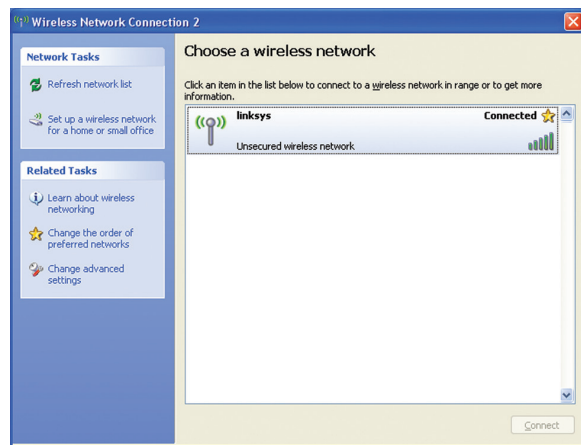 Wireless Network Connection 2
Network Tasks
Refresh network list
Set up a wireless network
for a home or small office
Related Tasks
Learn about wireless
networking
Change the order of
preferred networks
Change advanced
settings
Choose a wireless network
Click an item in the list below to connect to a wireless network in range or to get more
information.
linksys
Connected
Unsecured wireless network
Connect